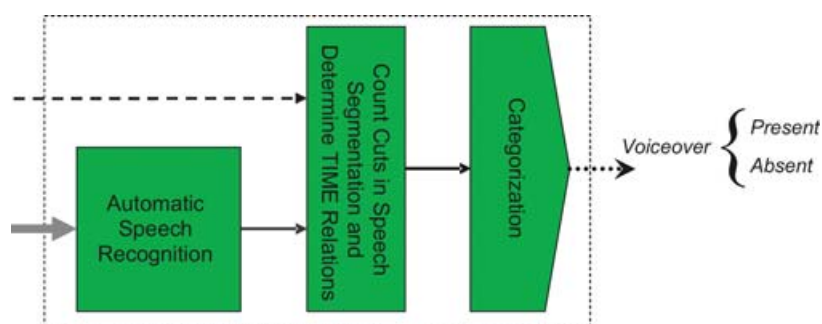 Automatic
Speech
Recognition
Count Cuts in Speech
Segmentation and
Determine TIME Relations
Categorization
Voiceover
Present
Absent